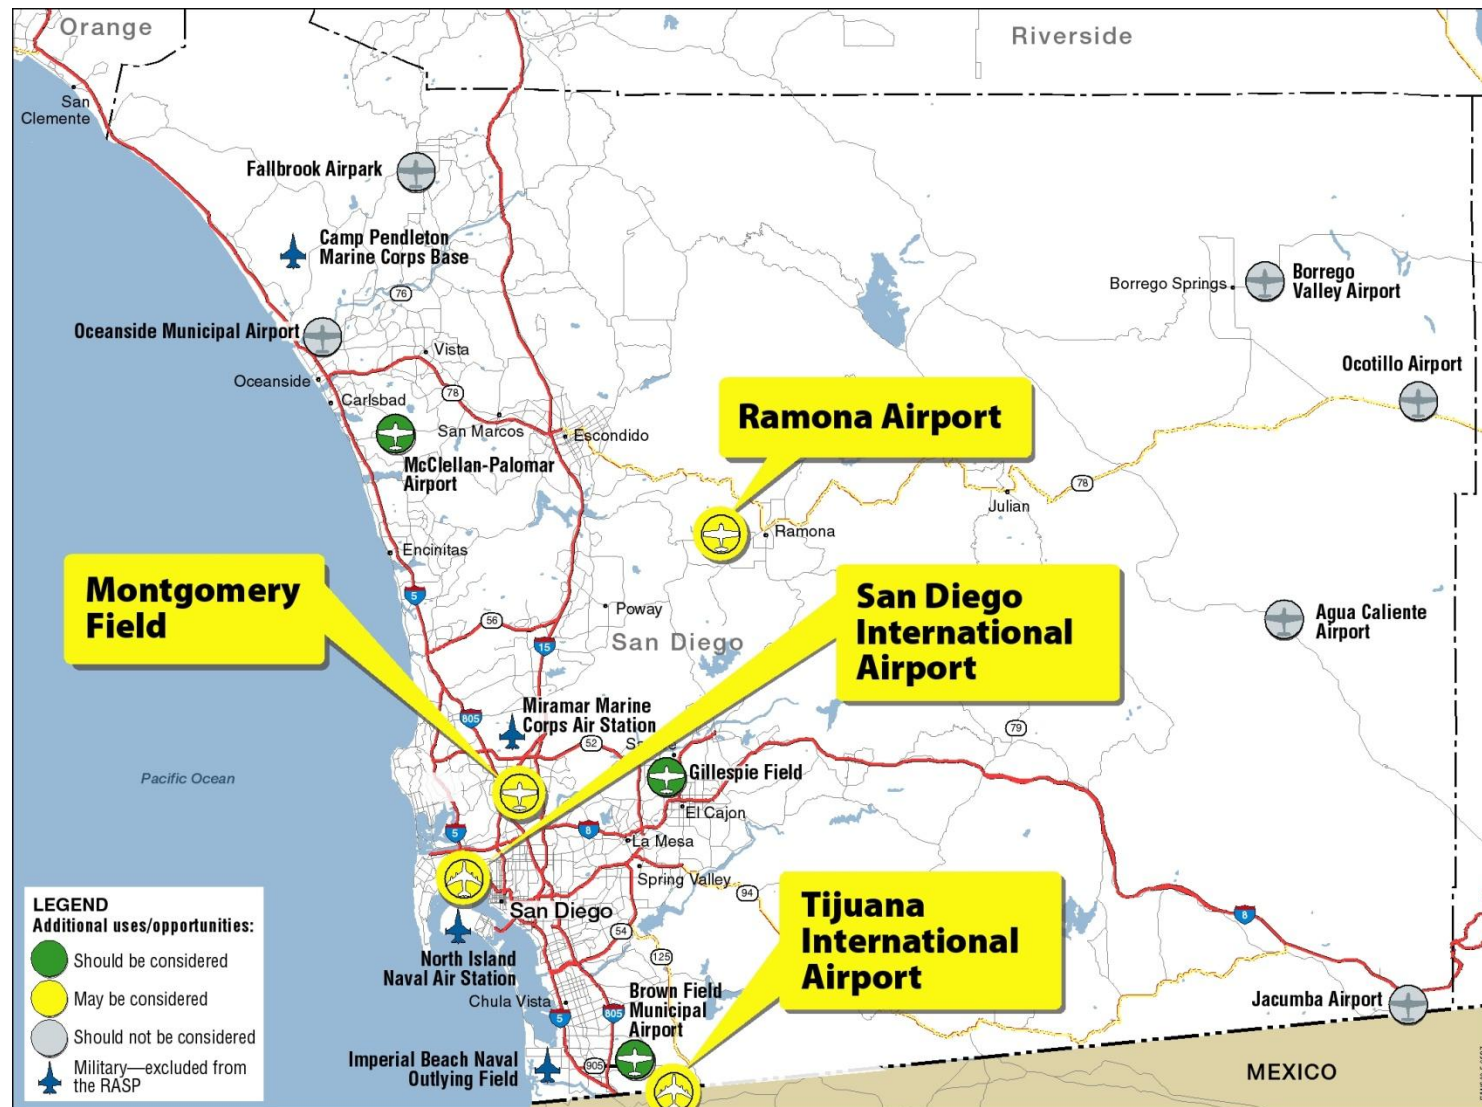 Orange
Riverside
San
Clemente
Fallbrook Airpark
Camp Pendleton
Marine Corps Base
76
Borrego Springs
Borrego
Valley Airport
Oceanside Municipal Airport
Vista
Ocotillo Airport
Oceanside
78
Carlsbad
San Marcos
Escondido
Ramona Airport
McClellan-Palomar
Airport
78
Julian
Ramona
Encinitas
Montgomery
Field
5
56
Poway
15
San Diego
San Diego
International
Airport
Agua Caliente
Airport
Miramar Marine
Corps Air Station
805
52
79
Gillespie Field
Pacific Ocean
El Cajon
5
8
La Mesa
Spring Valley
94
San Diego
54
125
8
Tijuana
International
Airport
North Island
Naval Air Station
Chula Vista
5
805
Brown Field
Municipal
Airport
Jacumba Airport
Imperial Beach Naval
Outlying Field
905
MEXICO
LEGEND
Additional uses/opportunities:
Should be considered
May be considered
Should not be considered
Military—excluded from
the RASP